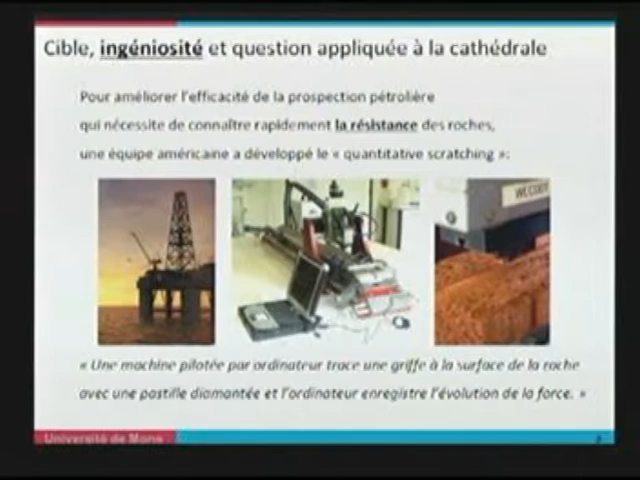 Cible, ingéniosité et question appliquée à la cathédrale
Pour améliorer l'efficacité de la prospection pétrolière
qui nécessite de connaître rapidement la résistance des roches,
une équipe américaine a développé le « quantitative scratching »:
« Une machine pilotée par ordinateur trace une griffe à la surface de la roche
avec une pastille diamantée et l'ordinateur enregistre l'évolution de la force. »
Université de Mons